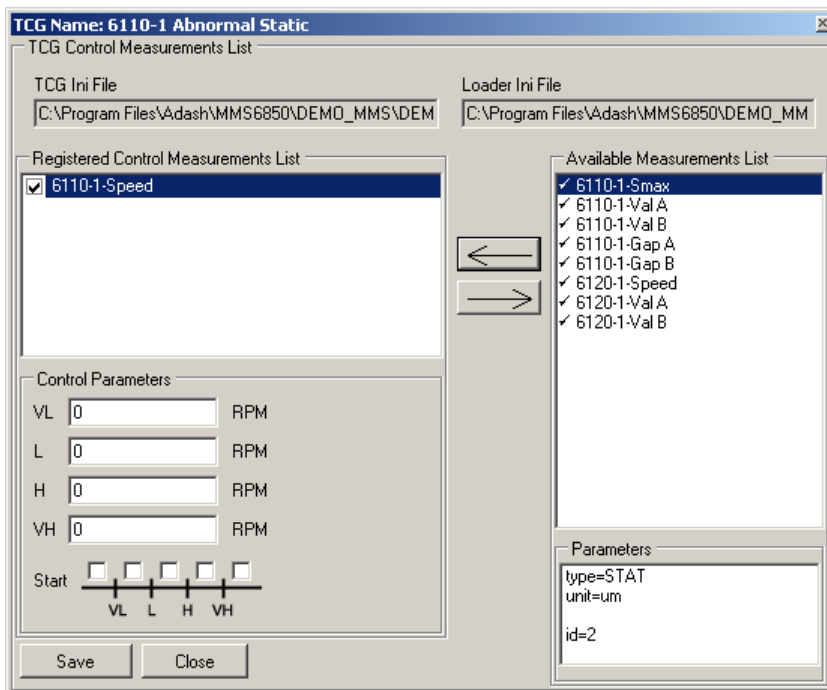 TCG Name: 6110-1 Abnormal Static
TCG Control Measurements List
TCG Ini File
Loader Ini File
C:\Program Files\Adash\MMS6850\DEMO_MMS\DEM
C:\Program Files\Adash\MMS6850\DEMO_MM
Registered Control Measurements List
6110-1-Speed
Available Measurements List
6110-1-Smax
6110-1-Val A
6110-1-Val B
6110-1-Gap A
6110-1-Gap B
6120-1-Speed
6120-1-Val A
6120-1-Val B
Control Parameters
VL 0 RPM
L 0 RPM
H 0 RPM
VH 0 RPM
Start
VL L H VH
Parameters
type=STAT
unit=um
id=2
Save Close